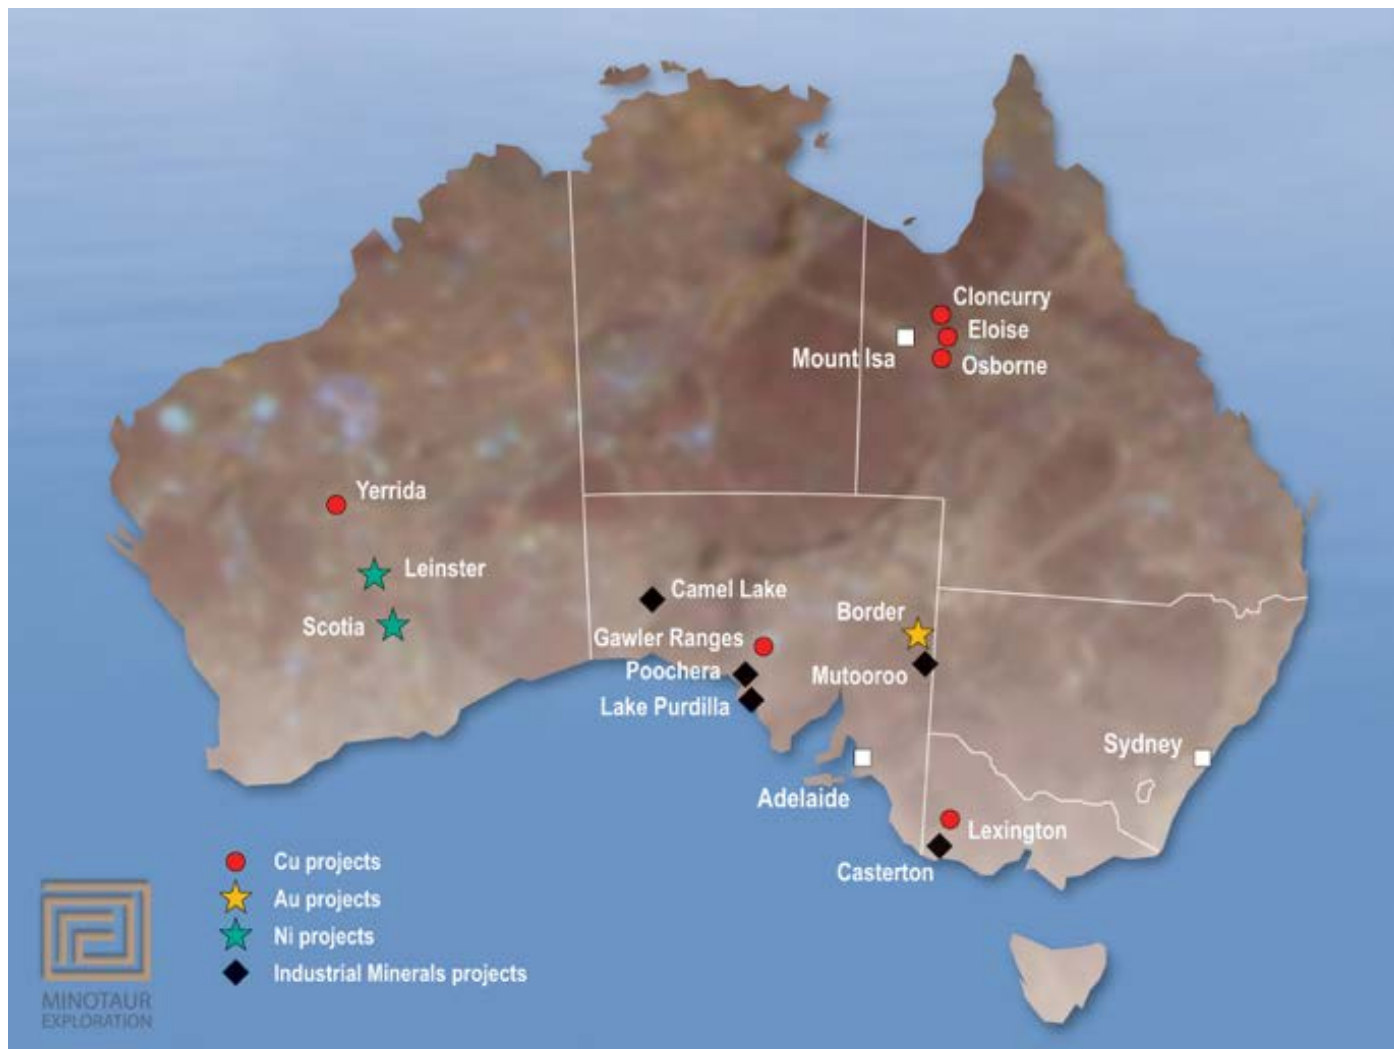 Cloncurry
Eloise
Mount Isa
Osborne
Yerrida
Leinster
Camel Lake
Scotia
Border
Gawler Ranges
Poochera
Mutooroo
Lake Purdilla
Sydney
Adelaide
Lexington
Casterton
Cu projects
Au projects
Ni projects
Industrial Minerals projects
MINOTAUR
EXPLORATION